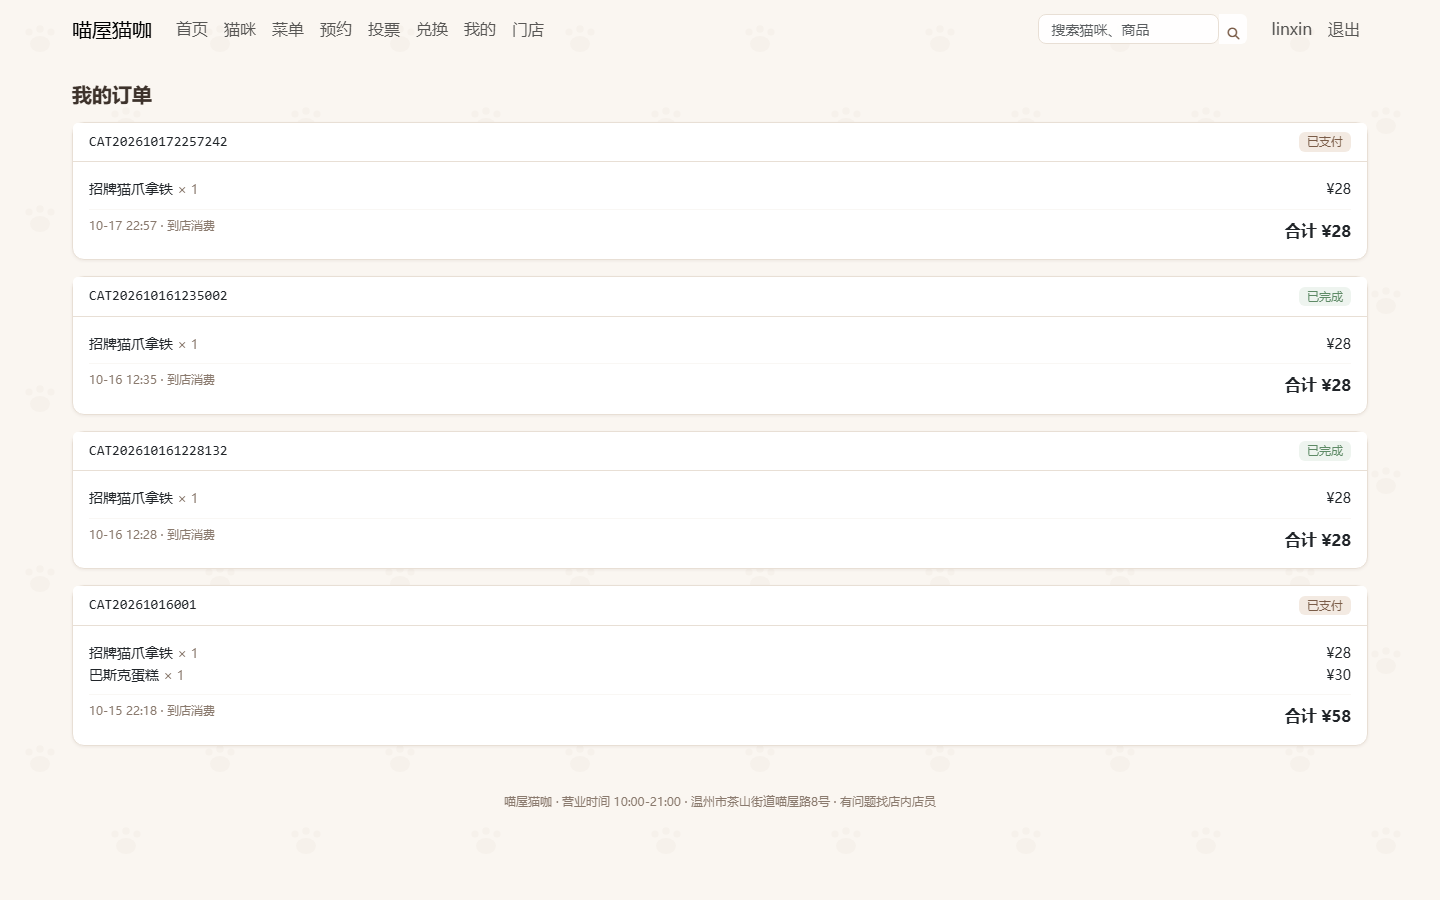 喵屋猫咖 首页 猫咪 菜单 预约 投票 兑换 我的 门店 搜索猫咪、商品 linxin 退出
我的订单
CAT202610172257242 已支付
招牌猫爪拿铁 × 1 ¥28
10-17 22:57 · 到店消费 合计 ¥28
CAT202610161235002 已完成
招牌猫爪拿铁 × 1 ¥28
10-16 12:35 · 到店消费 合计 ¥28
CAT202610161228132 已完成
招牌猫爪拿铁 × 1 ¥28
10-16 12:28 · 到店消费 合计 ¥28
CAT20261016001 已支付
招牌猫爪拿铁 × 1 ¥28
巴斯克蛋糕 × 1 ¥30
10-15 22:18 · 到店消费 合计 ¥58
喵屋猫咖 · 营业时间 10:00-21:00 · 温州市茶山街道喵屋路8号 · 有问题找店内店员